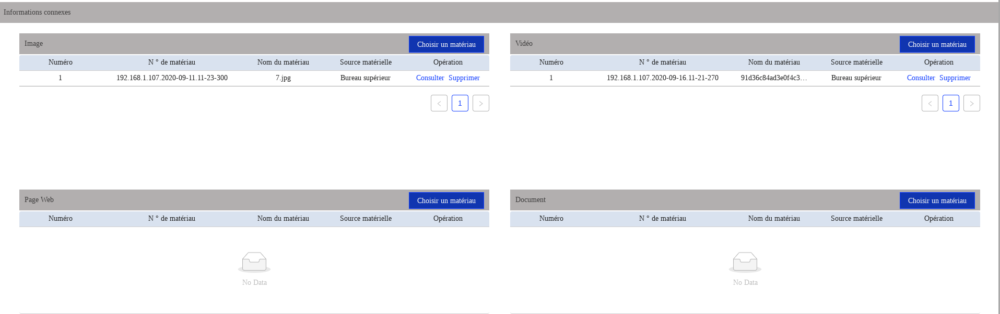 Informations connexes
Image Choisir un matériau
Numéro N ° de matériau Nom du matériau Source matérielle Opération
1 192.168.1.107.2020-09-11.11-23-300 7.jpg Bureau supérieur Consulter Supprimer
1
Vidéo Choisir un matériau
Numéro N ° de matériau Nom du matériau Source matérielle Opération
1 192.168.1.107.2020-09-16.11-21-270 91d36c84ad3e0f4c3… Bureau supérieur Consulter Supprimer
1
Page Web Choisir un matériau
Numéro N ° de matériau Nom du matériau Source matérielle Opération
No Data
Document Choisir un matériau
Numéro N ° de matériau Nom du matériau Source matérielle Opération
No Data